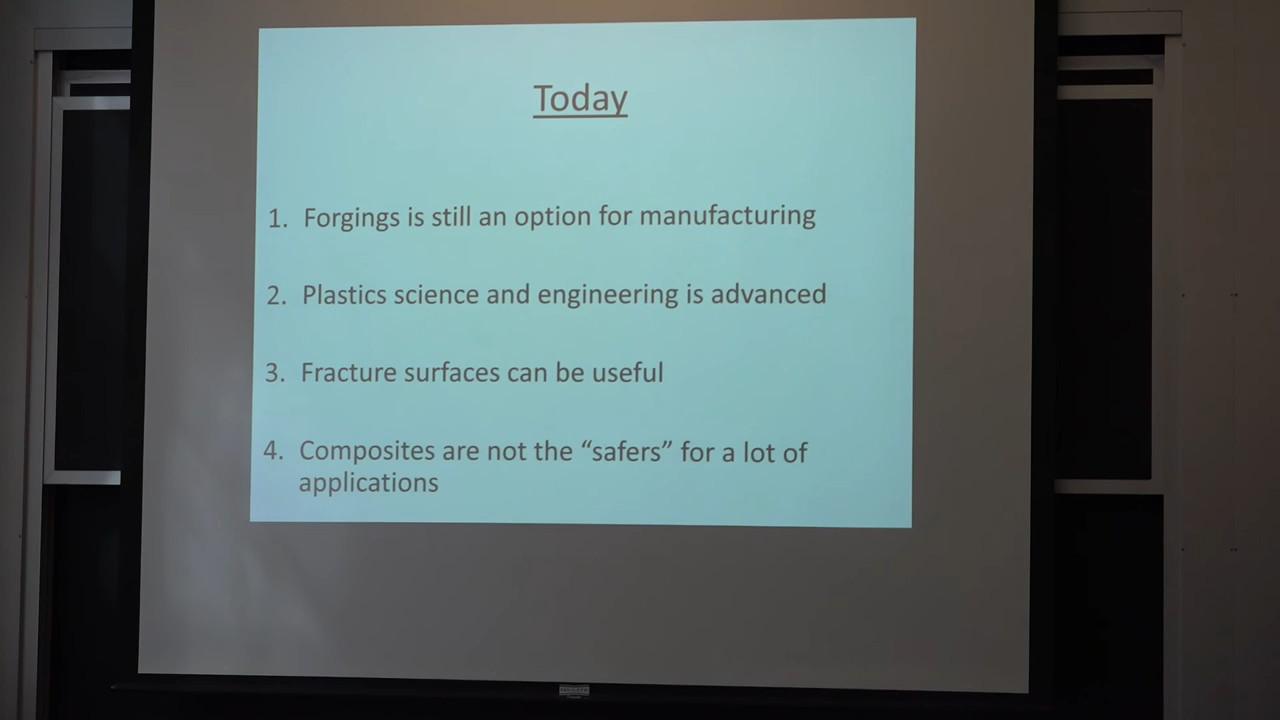 Today
1. Forgings is still an option for manufacturing
2. Plastics science and engineering is advanced
3. Fracture surfaces can be useful
4. Composites are not the “safers” for a lot of
applications